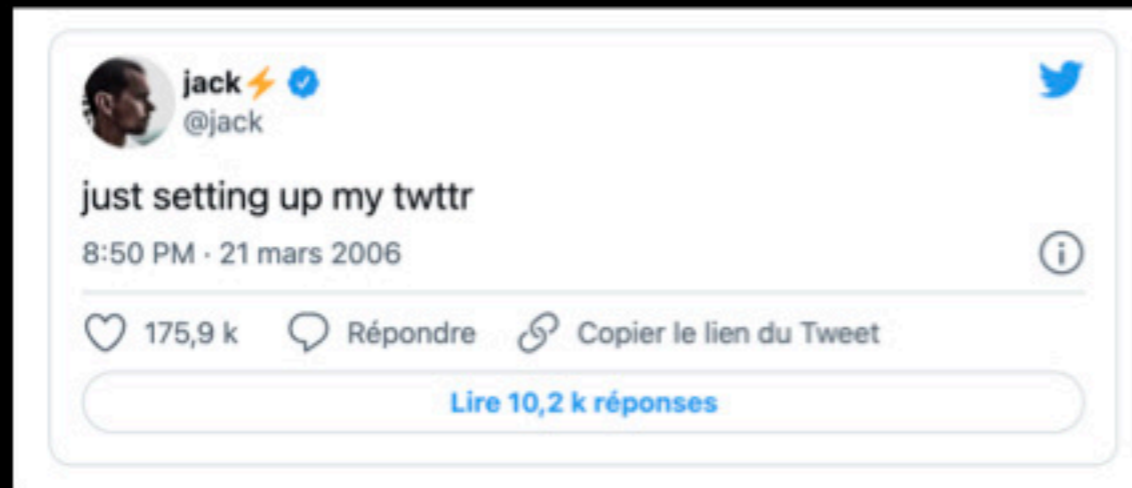 jack⚡
@jack
just setting up my twttr
8:50 PM · 21 mars 2006
175,9 k Répondre Copier le lien du Tweet
Lire 10,2 k réponses